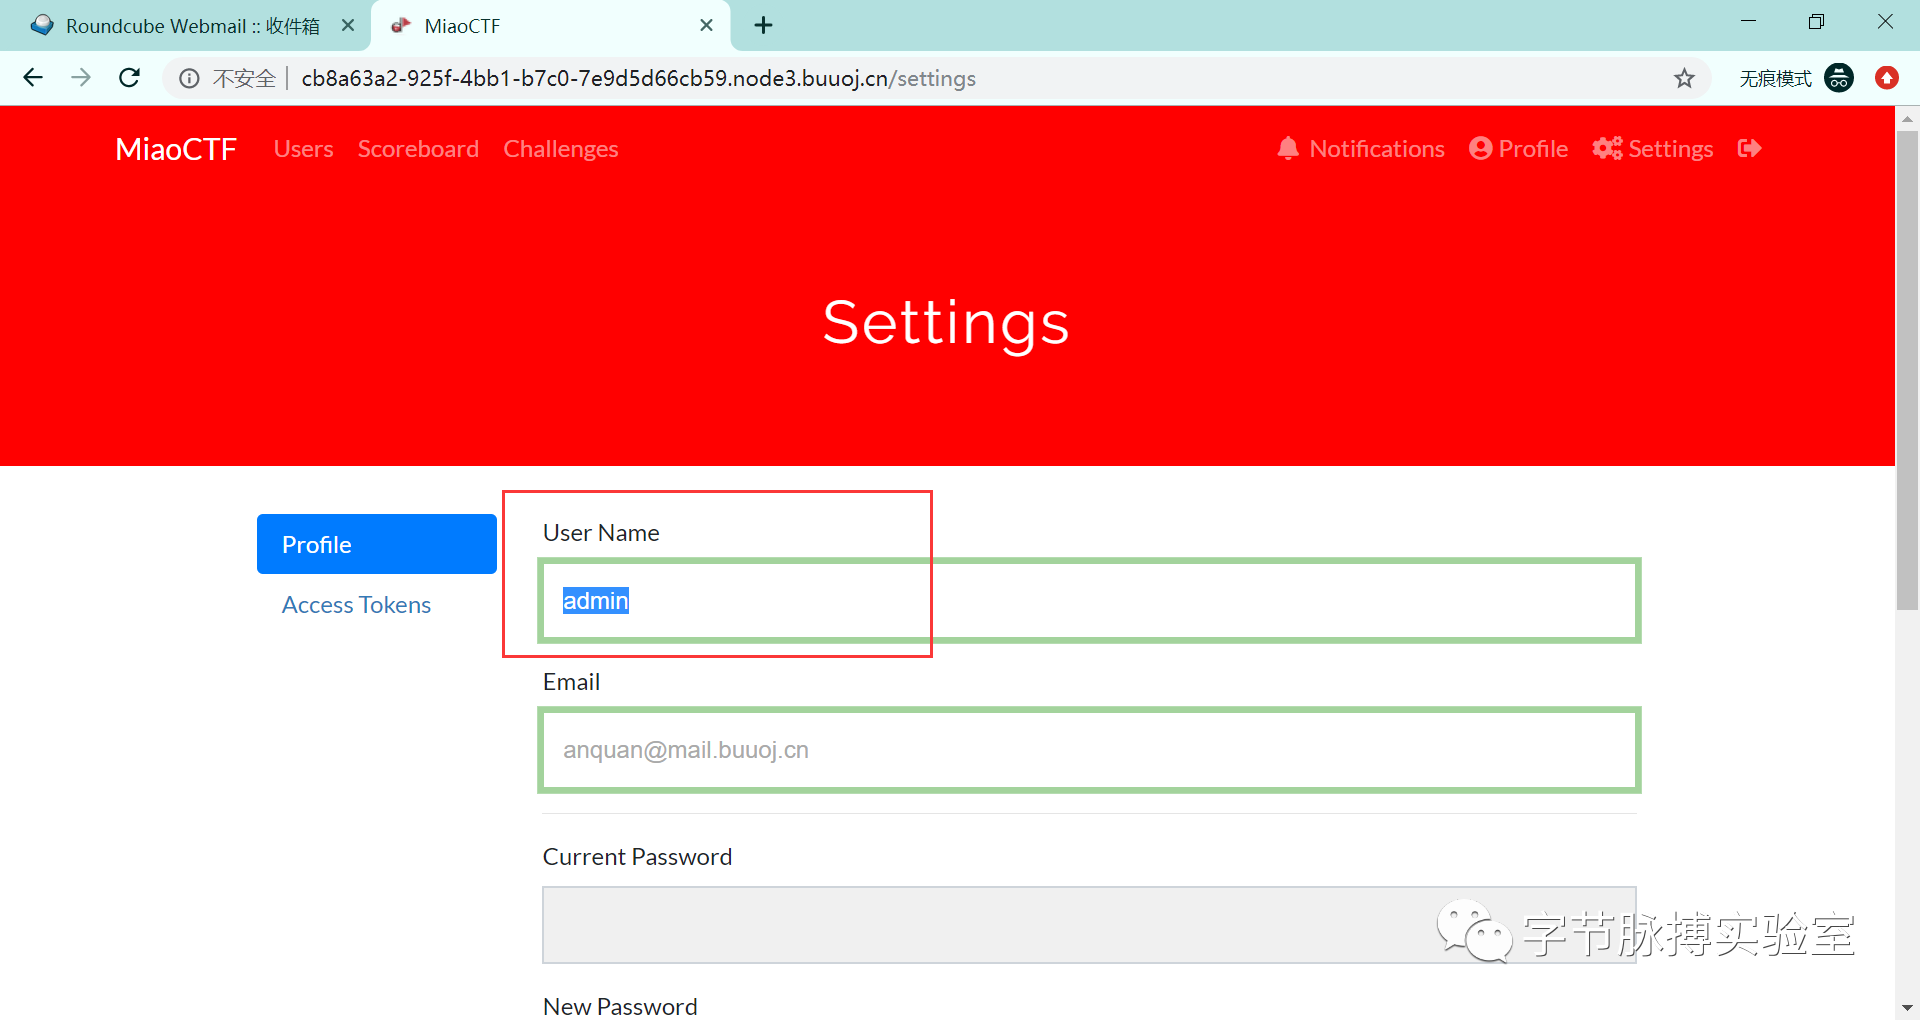 Roundcube Webmail :: 收件箱
MiaoCTF
不安全
cb8a63a2-925f-4bb1-b7c0-7e9d5d66cb59.node3.buuoj.cn/settings
无痕模式
MiaoCTF
Users
Scoreboard
Challenges
Notifications
Profile
Settings
Settings
Profile
Access Tokens
User Name
admin
Email
anquan@mail.buuoj.cn
Current Password
字节脉搏实验室
New Password